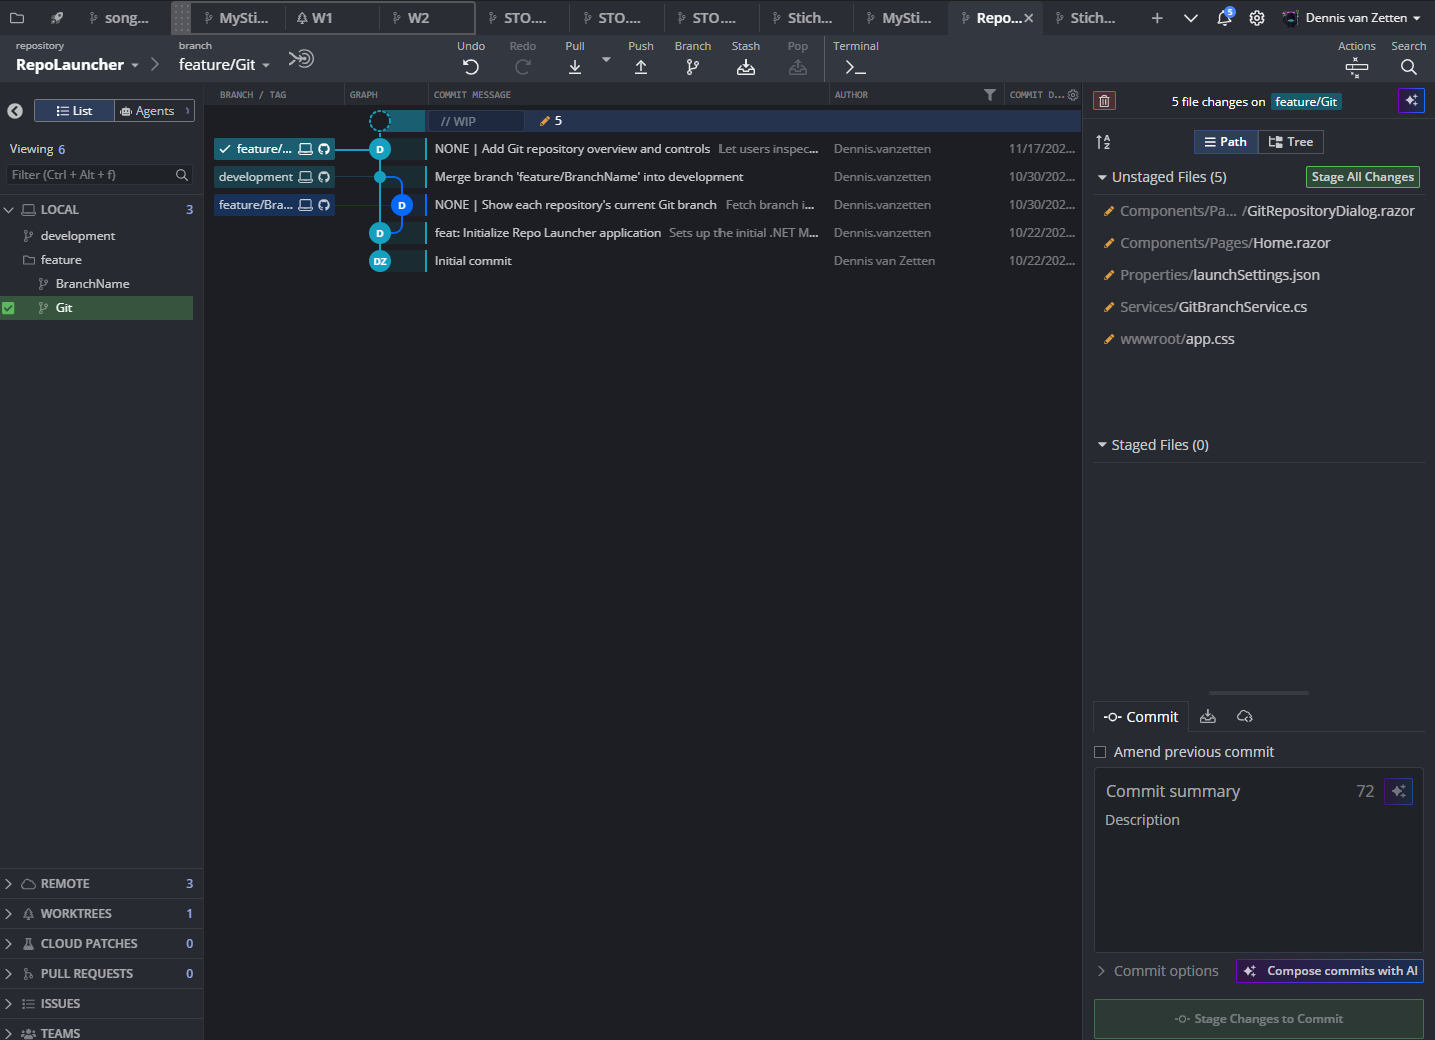 song...
MySti...
W1
W2
STO....
STO....
STO....
Stich...
MySti...
Repo...
Stich...
5
Dennis van Zetten
repository
RepoLauncher
branch
feature/Git
Undo
Redo
Pull
Push
Branch
Stash
Pop
Terminal
Actions
Search
List
Agents
Viewing 6
Filter (Ctrl + Alt + f)
LOCAL 3
development
feature
BranchName
Git
REMOTE 3
WORKTREES 1
CLOUD PATCHES 0
PULL REQUESTS 0
ISSUES
TEAMS
BRANCH / TAG GRAPH COMMIT MESSAGE AUTHOR COMMIT D...
// WIP 5
feature/... D NONE | Add Git repository overview and controls Let users inspec... Dennis.vanzetten 11/17/202...
development Merge branch 'feature/BranchName' into development Dennis.vanzetten 10/30/202...
feature/Bra... D NONE | Show each repository's current Git branch Fetch branch i... Dennis.vanzetten 10/30/202...
D feat: Initialize Repo Launcher application Sets up the initial .NET M... Dennis.vanzetten 10/22/202...
DZ Initial commit Dennis van Zetten 10/22/202...
5 file changes on feature/Git
Path
Tree
Unstaged Files (5)
Stage All Changes
Components/Pa... /GitRepositoryDialog.razor
Components/Pages/Home.razor
Properties/launchSettings.json
Services/GitBranchService.cs
wwwroot/app.css
Staged Files (0)
Commit
Amend previous commit
Commit summary 72
Description
Commit options
Compose commits with AI
Stage Changes to Commit